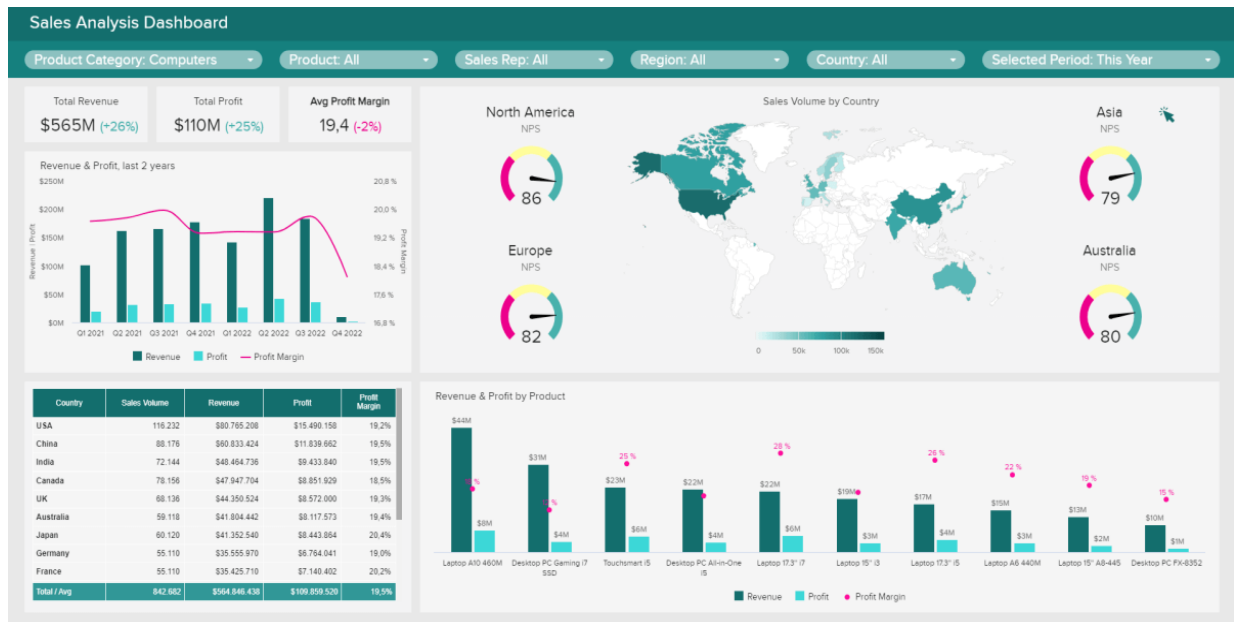 Sales Analysis Dashboard
Product Category: Computers
Product: All
Sales Rep: All
Region: All
Country: All
Selected Period: This Year
Total Revenue
$565M (+26%)
Total Profit
$110M (+25%)
Avg Profit Margin
19,4 (-2%)
Revenue & Profit, last 2 years
$250M
$200M
$150M
$100M
$50M
$0M
Revenue | Profit
20,8 %
20,0 %
19,2 %
18,4 %
17,6 %
16,8 %
Profit Margin
Q1 2021 Q2 2021 Q3 2021 Q4 2021 Q1 2022 Q2 2022 Q3 2022 Q4 2022
Revenue Profit Profit Margin
North America
NPS
86
Europe
NPS
82
Sales Volume by Country
0 50k 100k 150k
Asia
NPS
79
Australia
NPS
80
Country Sales Volume Revenue Profit Profit Margin
USA 116.232 $80.765.208 $15.490.158 19,2%
China 88.176 $60.833.424 $11.839.662 19,5%
India 72.144 $48.464.736 $9.433.840 19,5%
Canada 78.156 $47.947.704 $8.851.929 18,5%
UK 68.136 $44.350.524 $8.572.000 19,3%
Australia 59.118 $41.804.442 $8.117.573 19,4%
Japan 60.120 $41.352.540 $8.443.864 20,4%
Germany 55.110 $35.555.970 $6.764.041 19,0%
France 55.110 $35.425.710 $7.140.402 20,2%
Total / Avg 842.682 $564.846.438 $109.859.520 19,5%
Revenue & Profit by Product
$44M $31M $23M $22M $22M $19M $17M $15M $13M $10M
25 % 28 % 26 % 22 % 19 % 15 %
$8M $4M $6M $4M $6M $3M $4M $3M $2M $1M
Laptop A10 460M
Desktop PC Gaming i7
SSD
Touchsmart i5
Desktop PC All-in-One
i5
Laptop 17.3" i7
Laptop 15" i3
Laptop 17.3" i5
Laptop A6 440M
Laptop 15" A8-445
Desktop PC FX-8352
Revenue Profit Profit Margin